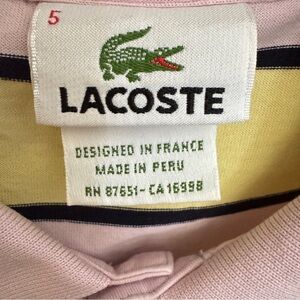 5
LACOSTE
DESIGNED IN FRANCE
MADE IN PERU
RN 87651-CA 16998